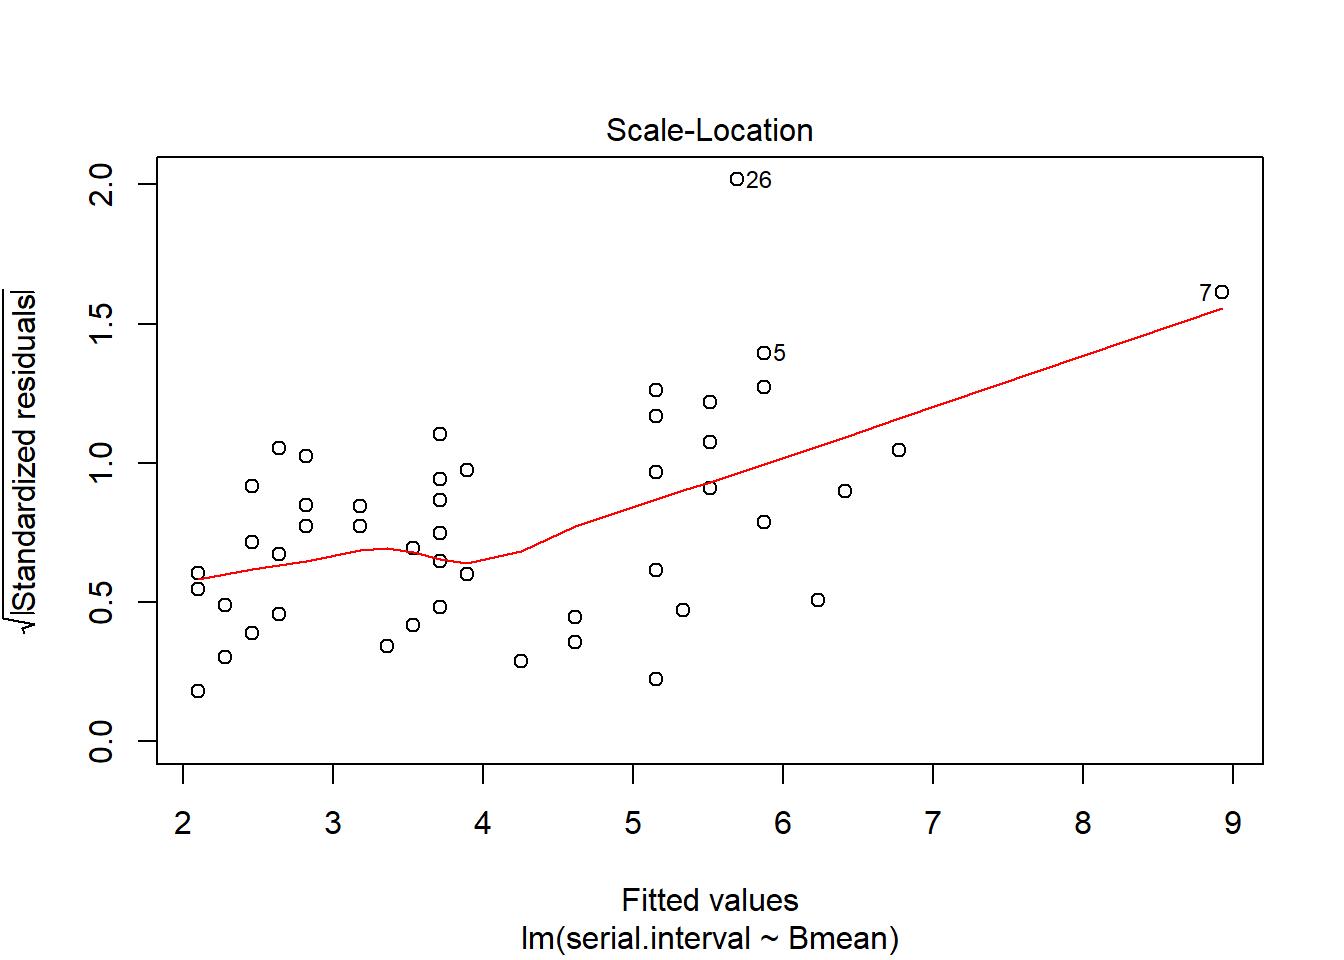 Scale-Location
√|Standardized residuals|
2.0
1.5
1.0
0.5
0.0
26
7
5
2 3 4 5 6 7 8 9
Fitted values
lm(serial.interval ~ Bmean)